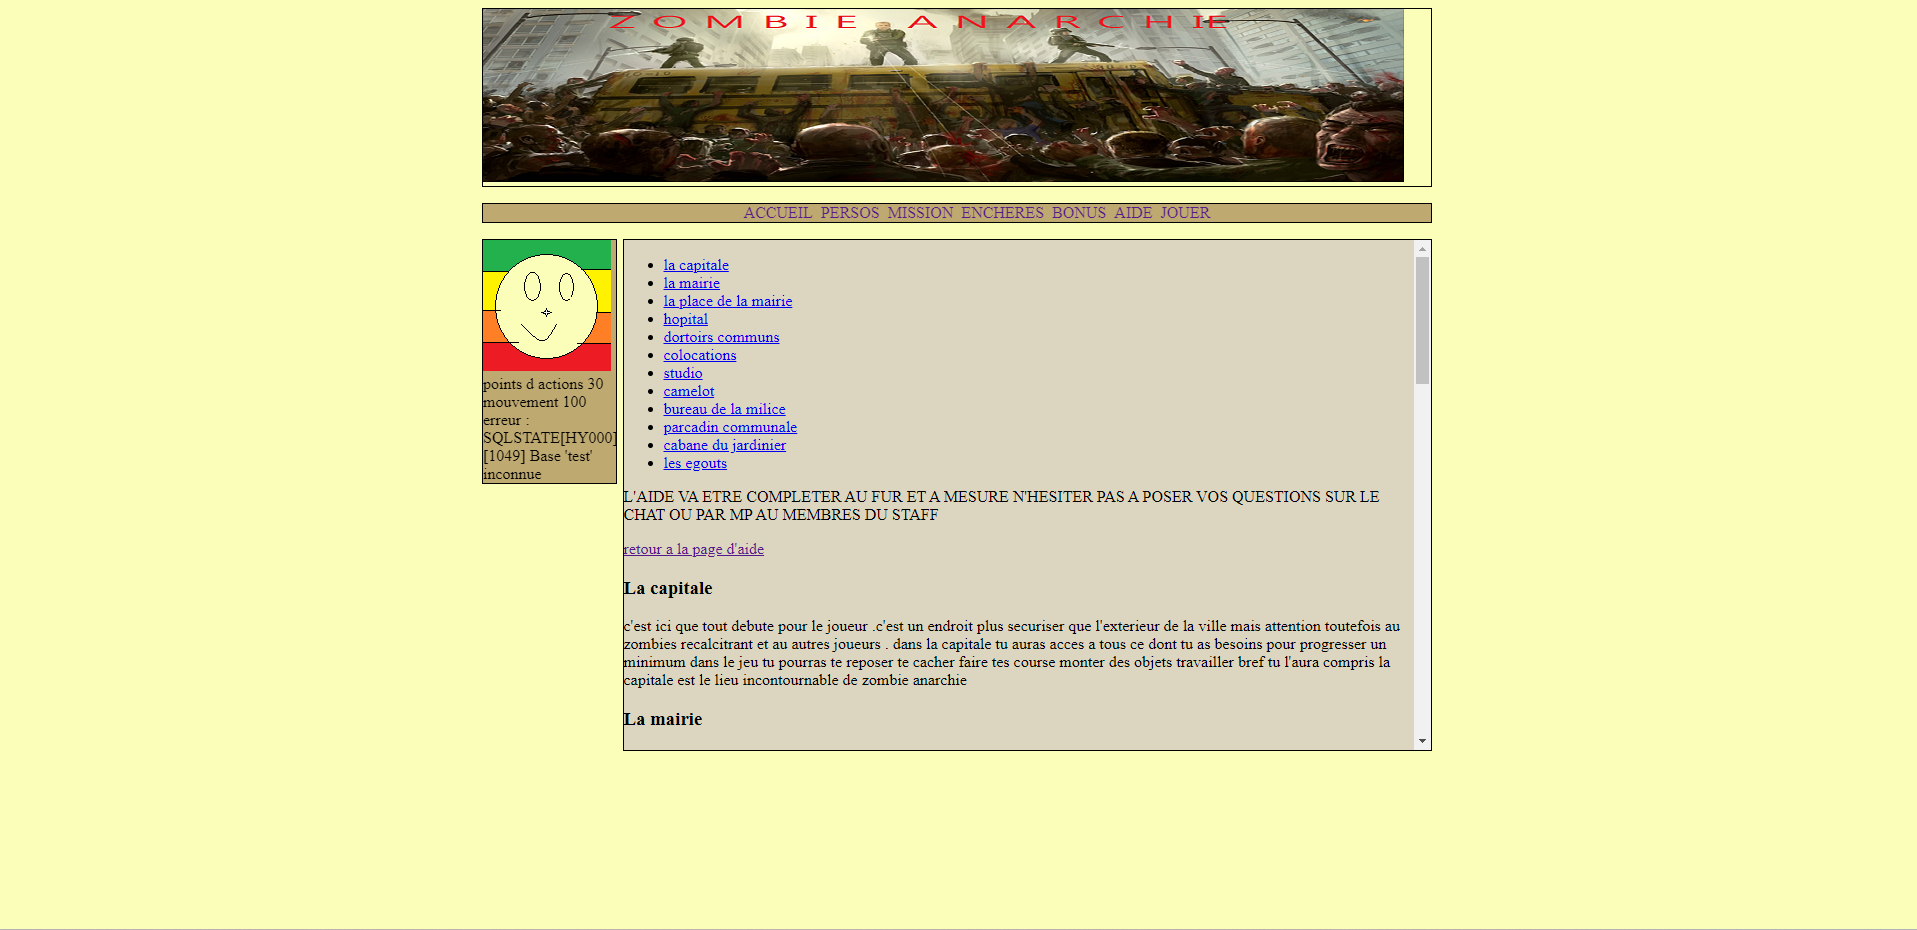 ZOMBIE ANARCHIE
ACCUEIL PERSOS MISSION ENCHERES BONUS AIDE JOUER
points d actions 30
mouvement 100
erreur :
SQLSTATE[HY000]
[1049] Base 'test'
inconnue
la capitale
la mairie
la place de la mairie
hopital
dortoirs communs
colocations
studio
camelot
bureau de la milice
parcadin communale
cabane du jardinier
les egouts
L'AIDE VA ETRE COMPLETER AU FUR ET A MESURE N'HESITER PAS A POSER VOS QUESTIONS SUR LE
CHAT OU PAR MP AU MEMBRES DU STAFF
retour a la page d'aide
La capitale
c'est ici que tout debute pour le joueur .c'est un endroit plus securiser que l'exterieur de la ville mais attention toutefois au
zombies recalcitrant et au autres joueurs . dans la capitale tu auras acces a tous ce dont tu as besoins pour progresser un
minimum dans le jeu tu pourras te reposer te cacher faire tes course monter des objets travailler bref tu l'aura compris la
capitale est le lieu incontournable de zombie anarchie
La mairie